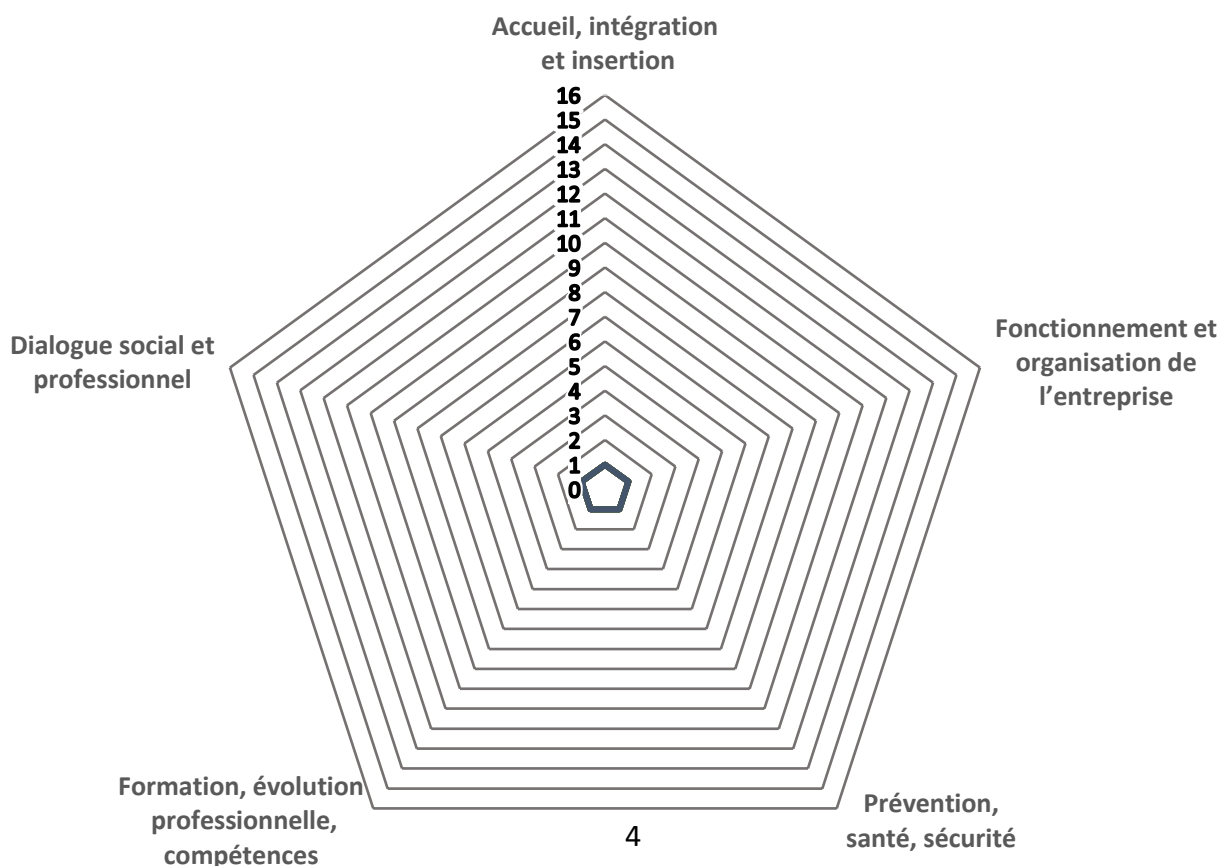 Accueil, intégration
et insertion
16
15
14
13
12
11
10
9
8
7
6
5
4
3
2
1
0
Fonctionnement et
organisation de
l’entreprise
Dialogue social et
professionnel
Formation, évolution
professionnelle,
compétences
Prévention,
santé, sécurité
4